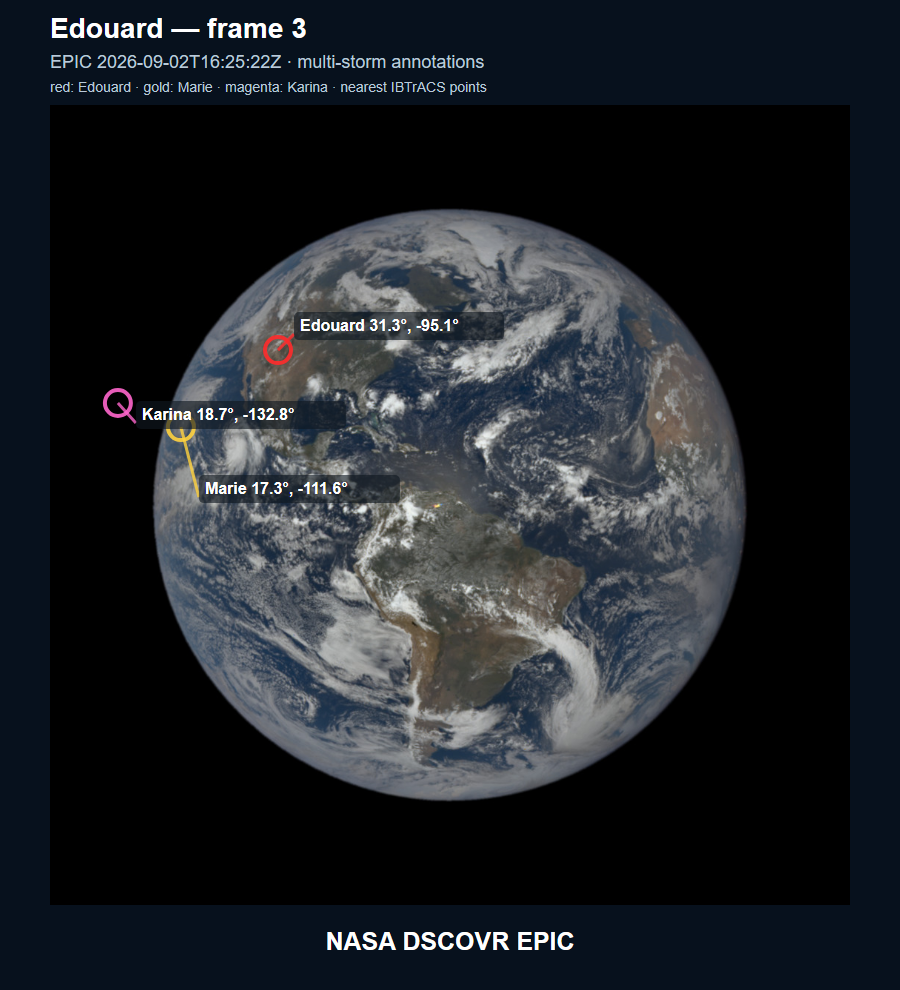 Edouard — frame 3
EPIC 2026-09-02T16:25:22Z · multi-storm annotations
red: Edouard · gold: Marie · magenta: Karina · nearest IBTrACS points
Edouard 31.3°, -95.1°
Karina 18.7°, -132.8°
Marie 17.3°, -111.6°
NASA DSCOVR EPIC